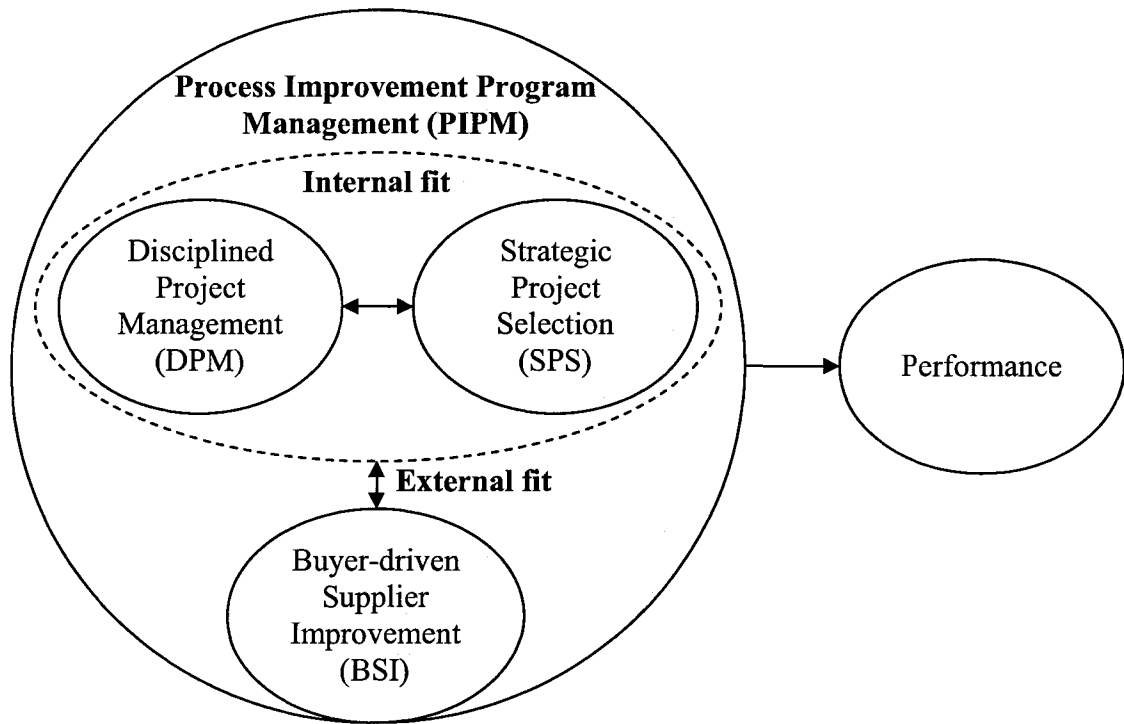 Process Improvement Program
Management (PIPM)
Internal fit
Disciplined
Project
Management
(DPM)
Strategic
Project
Selection
(SPS)
Performance
External fit
Buyer-driven
Supplier
Improvement
(BSI)